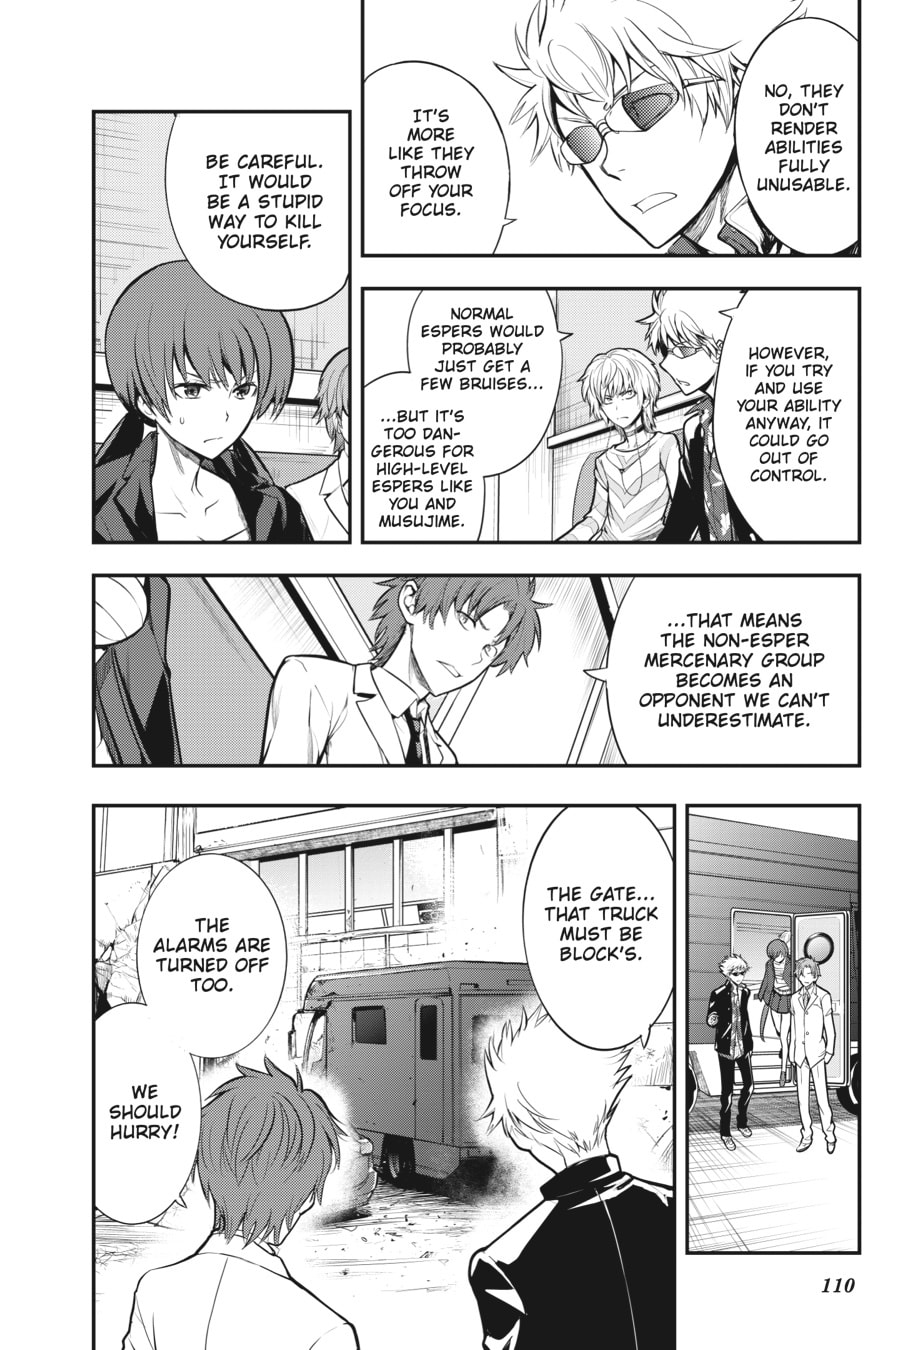 NO, THEY
DON'T
RENDER
ABILITIES
FULLY
UNUSABLE.
IT'S
MORE
LIKE THEY
THROW
OFF YOUR
FOCUS.
HOWEVER,
IF YOU TRY
AND USE
YOUR ABILITY
ANYWAY, IT
COULD GO
OUT OF
CONTROL.
NORMAL
ESPERS WOULD
PROBABLY
JUST GET A
FEW BRUISES...
...BUT IT'S
TOO DAN-
GEROUS FOR
HIGH-LEVEL
ESPERS LIKE
YOU AND
MUSUJIME.
BE CAREFUL.
IT WOULD
BE A STUPID
WAY TO KILL
YOURSELF.
...THAT MEANS
THE NON-ESPER
MERCENARY GROUP
BECOMES AN
OPPONENT WE CAN'T
UNDERESTIMATE.
THE GATE...
THAT TRUCK
MUST BE
BLOCK'S.
THE
ALARMS ARE
TURNED OFF
TOO.
WE
SHOULD
HURRY!
110